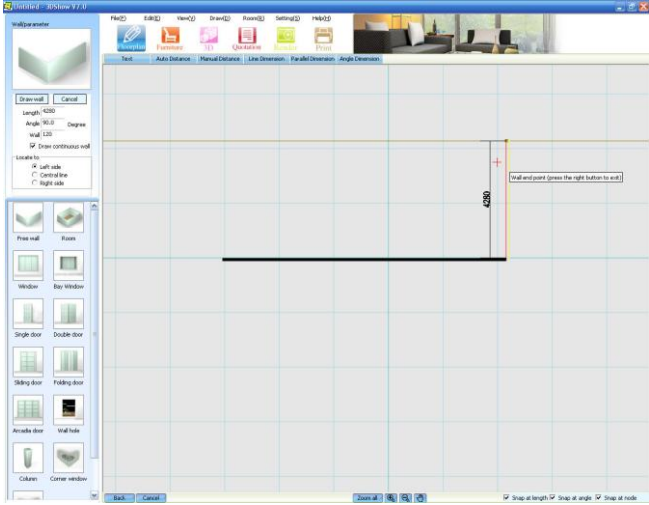 Untitled - 3DShow V7.0
File(F) Edit(E) View(V) Draw(D) Room(R) Setting(S) Help(H)
Floorplan Furniture 3D Quotation Render Print
Text Auto Distance Manual Distance Line Dimension Parallel Dimension Angle Dimension
Wall parameter
Draw wall Cancel
Length 4280
Angle 90.0 Degree
Wall 120
Draw continuous wall
Locate to
Left side
Central line
Right side
Free wall Room
Window Bay Window
Single door Double door
Sliding door Folding door
Arcadia door Wall hole
Column Corner window
4280
Wall end point (press the right button to exit)
Back Cancel Zoom all Snap at length Snap at angle Snap at node